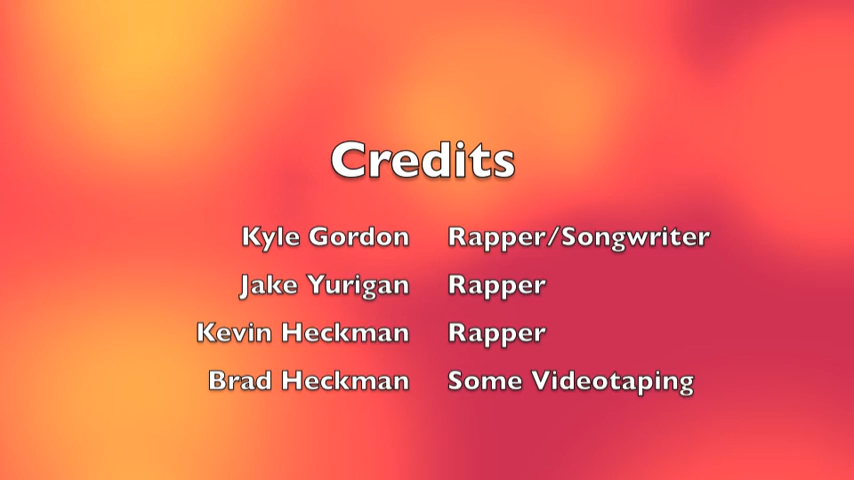 Credits
Kyle Gordon Rapper/Songwriter
Jake Yurigan Rapper
Kevin Heckman Rapper
Brad Heckman Some Videotaping